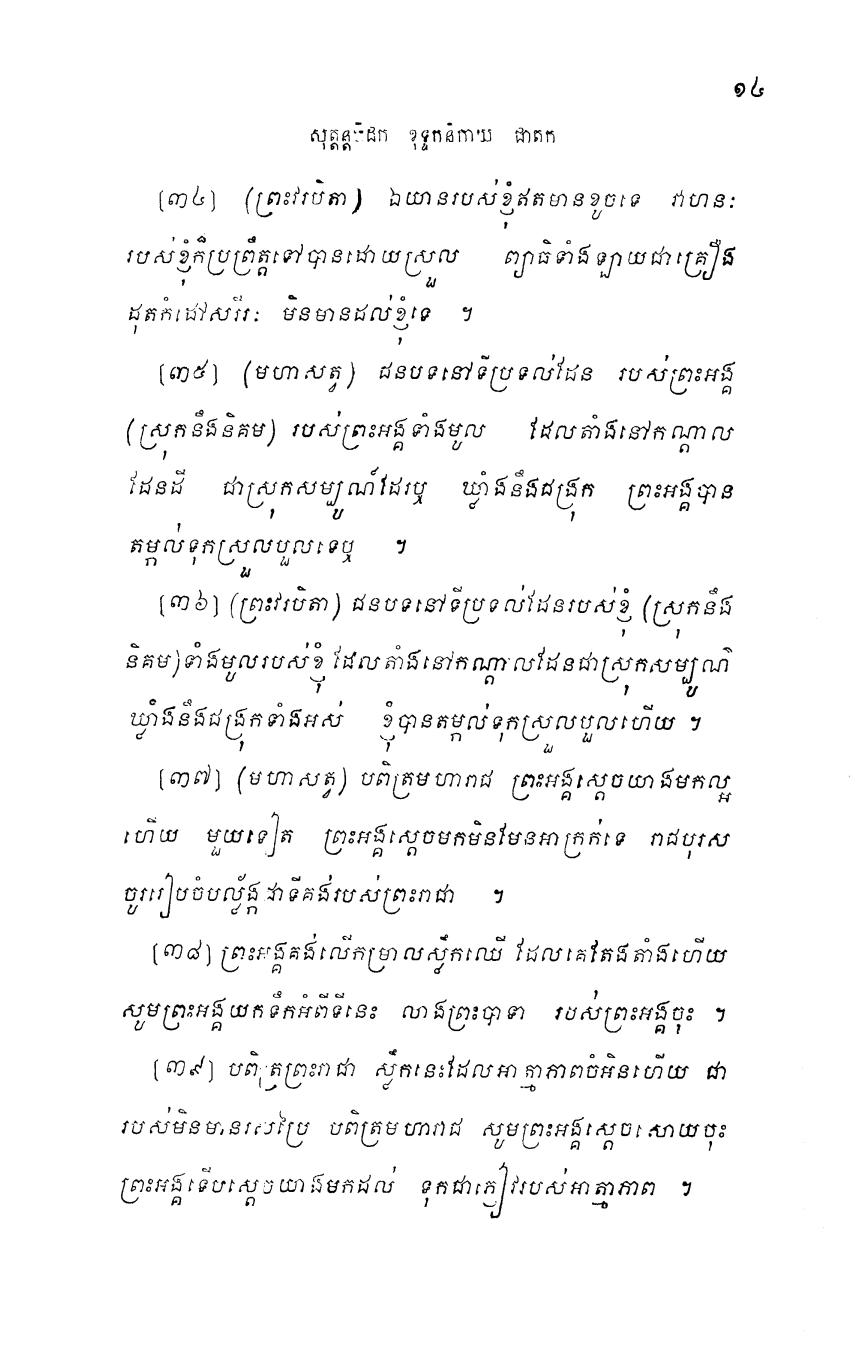 ១៤
សុត្តន្តបិដក ខុទ្ទកនិកាយ ជាតក
[៣៤] (ព្រះវរបិតា) ឯយានរបស់ខ្ញុំឥតមានខូចទេ វាហនៈ
របស់ខ្ញុំក៏ប្រព្រឹត្តទៅបានដោយស្រួល ព្យាធិទាំងឡាយជាគ្រឿង
ដុតកំដៅសរីរៈ មិនមានដល់ខ្ញុំទេ ។
[៣៥] (មហាសត្វ) ជនបទនៅទីប្រទល់ដែន របស់ព្រះអង្គ
(ស្រុកនឹងនិគម) របស់ព្រះអង្គទាំងមូល ដែលតាំងនៅកណ្តាល
ដែនដី ជាស្រុកសម្បូណ៌ដែរឬ ឃ្លាំងនឹងជង្រុក ព្រះអង្គបាន
តម្កល់ទុកស្រួលបួលទេឬ ។
[៣៦] (ព្រះវរបិតា) ជនបទនៅទីប្រទល់ដែនរបស់ខ្ញុំ (ស្រុកនឹង
និគម)ទាំងមូលរបស់ខ្ញុំ ដែលតាំងនៅកណ្តាលដែនជាស្រុកសម្បូណ៌
ឃ្លាំងនឹងជង្រុកទាំងអស់ ខ្ញុំបានតម្កល់ទុកស្រួលបួលហើយ ។
[៣៧] (មហាសត្វ) បពិត្រមហារាជ ព្រះអង្គស្តេចយាងមកល្អ
ហើយ មួយទៀត ព្រះអង្គស្តេចមកមិនមែនអាក្រក់ទេ រាជបុរស
ចូររៀបចំបល្ល័ង្ក ជាទីគង់របស់ព្រះរាជា ។
[៣៨] ព្រះអង្គគង់លើកម្រាលស្លឹកឈើ ដែលគេតែងតាំងហើយ
សូមព្រះអង្គយកទឹកអំពីទីនេះ លាងព្រះបាទា របស់ព្រះអង្គចុះ ។
[៣៩] បពិត្រព្រះរាជា ស្លឹកនេះដែលអាត្មាភាពចំអិនហើយ ជា
របស់មិនមានរសប្រៃ បពិត្រមហារាជ សូមព្រះអង្គស្តេចសោយចុះ
ព្រះអង្គទើបស្តេចយាងមកដល់ ទុកជាភ្ញៀវរបស់អាត្មាភាព ។